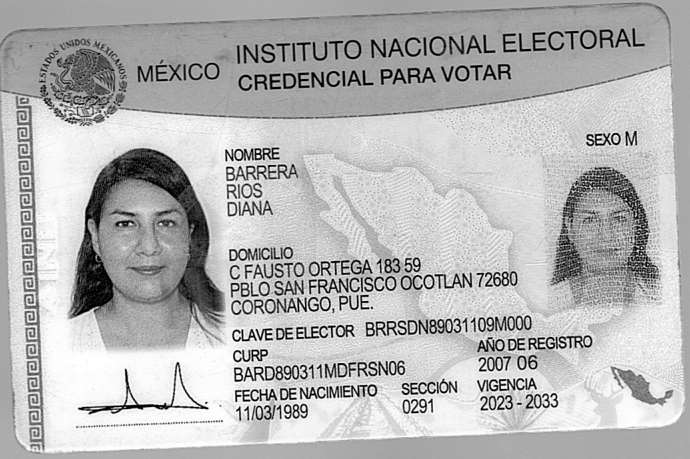 ESTADOS UNIDOS MEXICANOS
MÉXICO INSTITUTO NACIONAL ELECTORAL
CREDENCIAL PARA VOTAR
SEXO M
NOMBRE
BARRERA
RIOS
DIANA
DOMICILIO
C FAUSTO ORTEGA 183 59
PBLO SAN FRANCISCO OCOTLAN 72680
CORONANGO, PUE.
CLAVE DE ELECTOR BRRSDN89031109M000
CURP
BARD890311MDFRSN06
AÑO DE REGISTRO
2007 06
FECHA DE NACIMIENTO
11/03/1989
SECCIÓN
0291
VIGENCIA
2023 - 2033